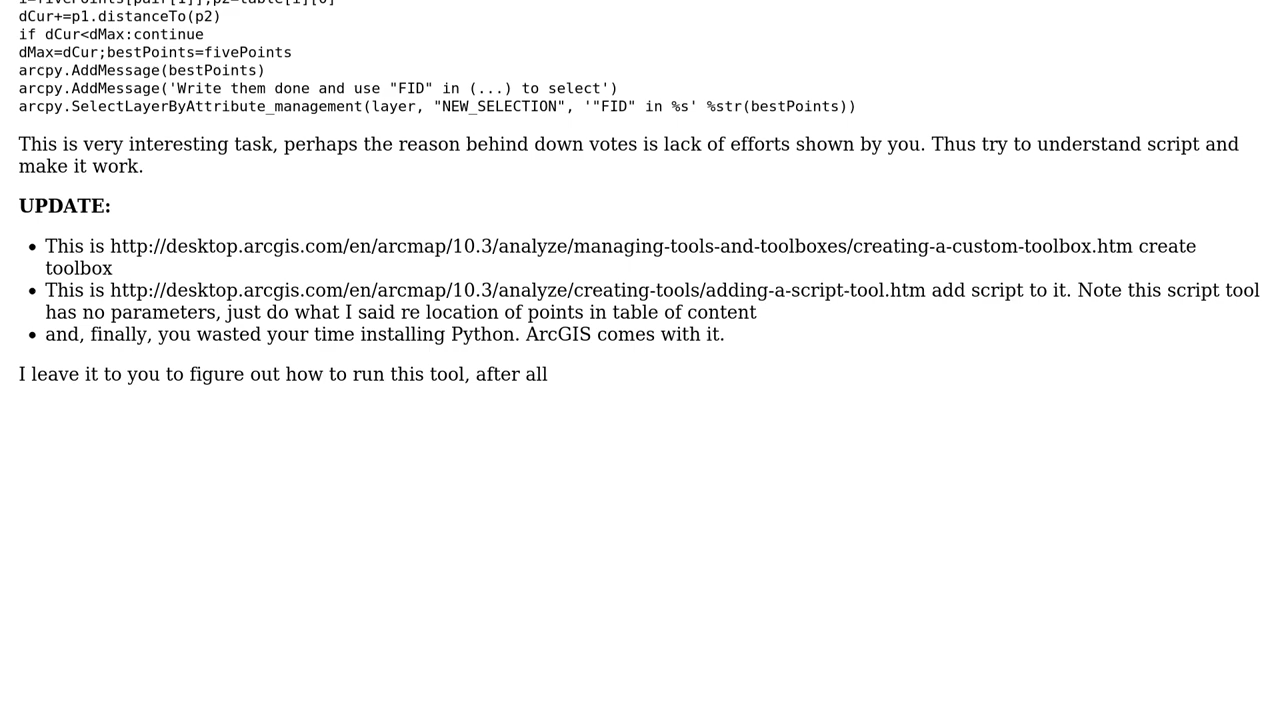 i=fivePoints[pair[1]];p2=table[i][0]
dCur+=p1.distanceTo(p2)
if dCur<dMax:continue
dMax=dCur;bestPoints=fivePoints
arcpy.AddMessage(bestPoints)
arcpy.AddMessage('Write them done and use "FID" in (...) to select')
arcpy.SelectLayerByAttribute_management(layer, "NEW_SELECTION", '"FID" in %s' %str(bestPoints))
This is very interesting task, perhaps the reason behind down votes is lack of efforts shown by you. Thus try to understand script and
make it work.
UPDATE:
• This is http://desktop.arcgis.com/en/arcmap/10.3/analyze/managing-tools-and-toolboxes/creating-a-custom-toolbox.htm create
toolbox
• This is http://desktop.arcgis.com/en/arcmap/10.3/analyze/creating-tools/adding-a-script-tool.htm add script to it. Note this script tool
has no parameters, just do what I said re location of points in table of content
• and, finally, you wasted your time installing Python. ArcGIS comes with it.
I leave it to you to figure out how to run this tool, after all